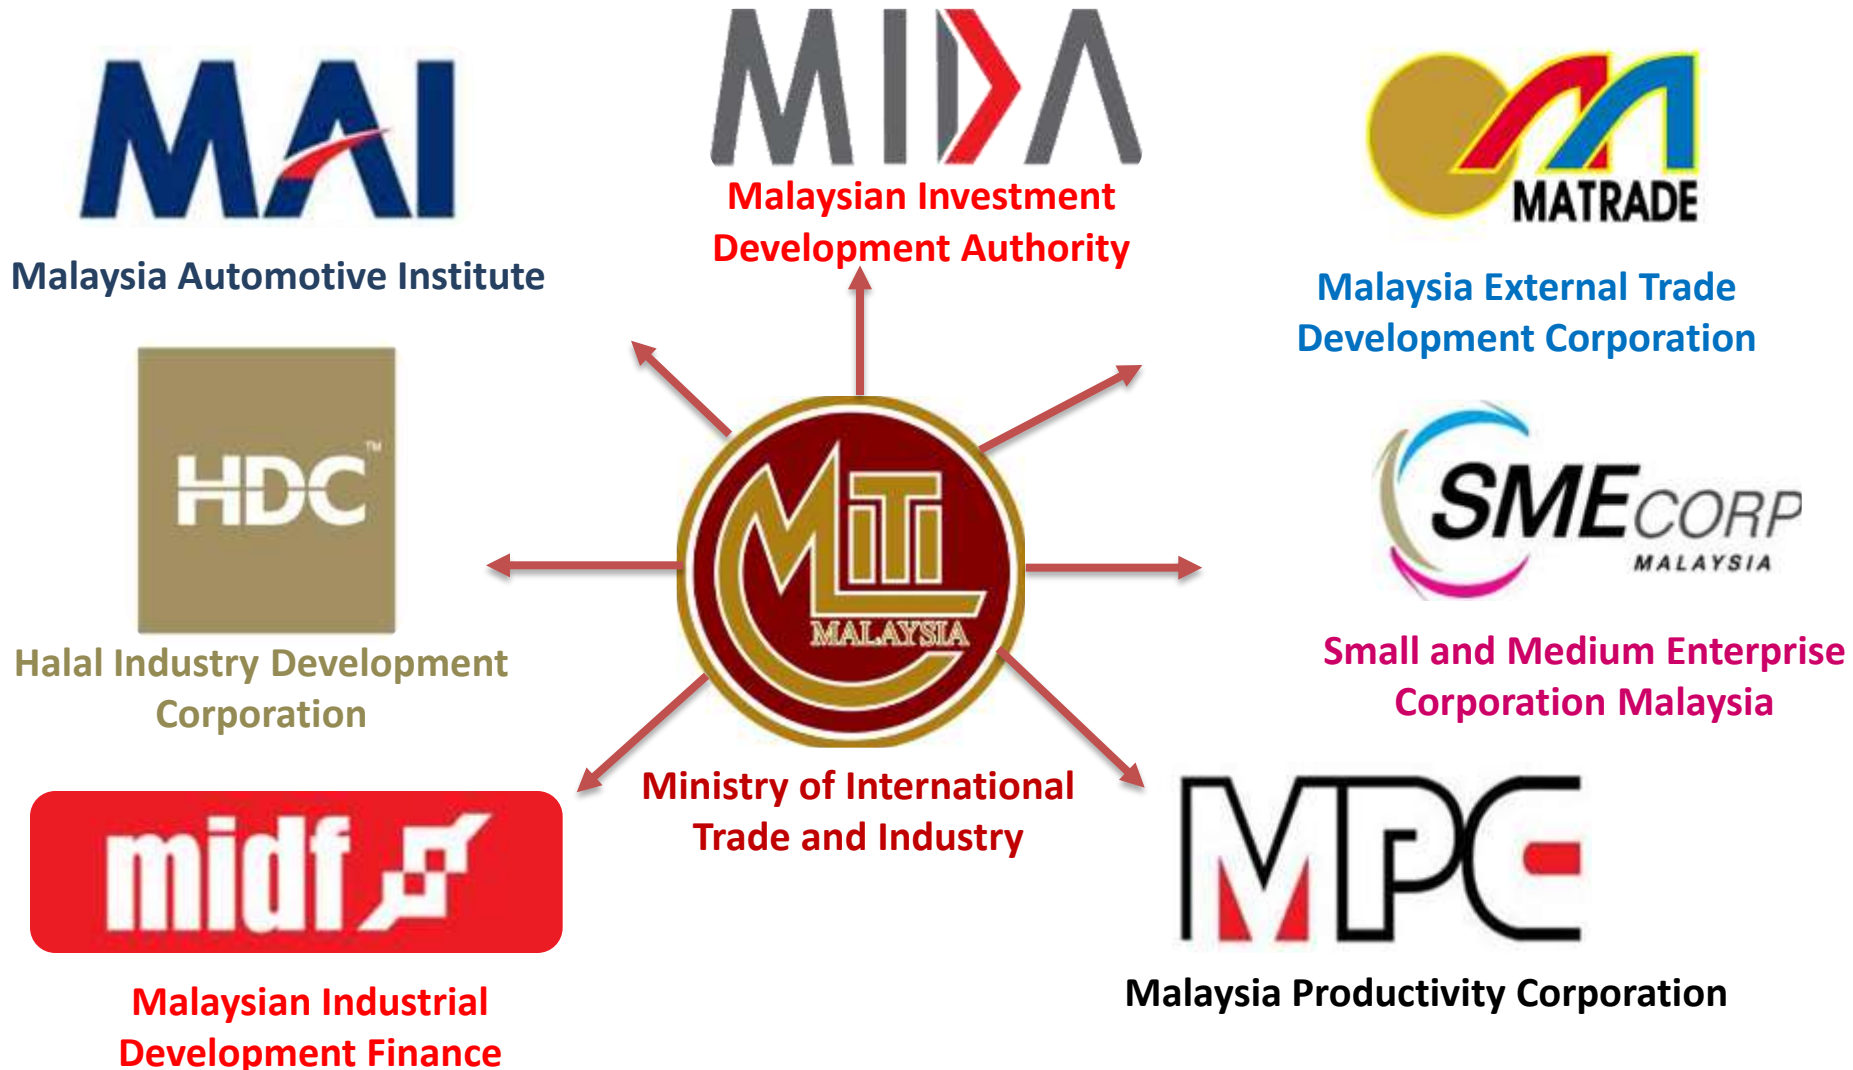 MAI
Malaysia Automotive Institute
MIDA
Malaysian Investment
Development Authority
MATRADE
Malaysia External Trade
Development Corporation
HDC™
Halal Industry Development
Corporation
MITI
MALAYSIA
Ministry of International
Trade and Industry
SMECORP
MALAYSIA
Small and Medium Enterprise
Corporation Malaysia
midf
Malaysian Industrial
Development Finance
MPC
Malaysia Productivity Corporation